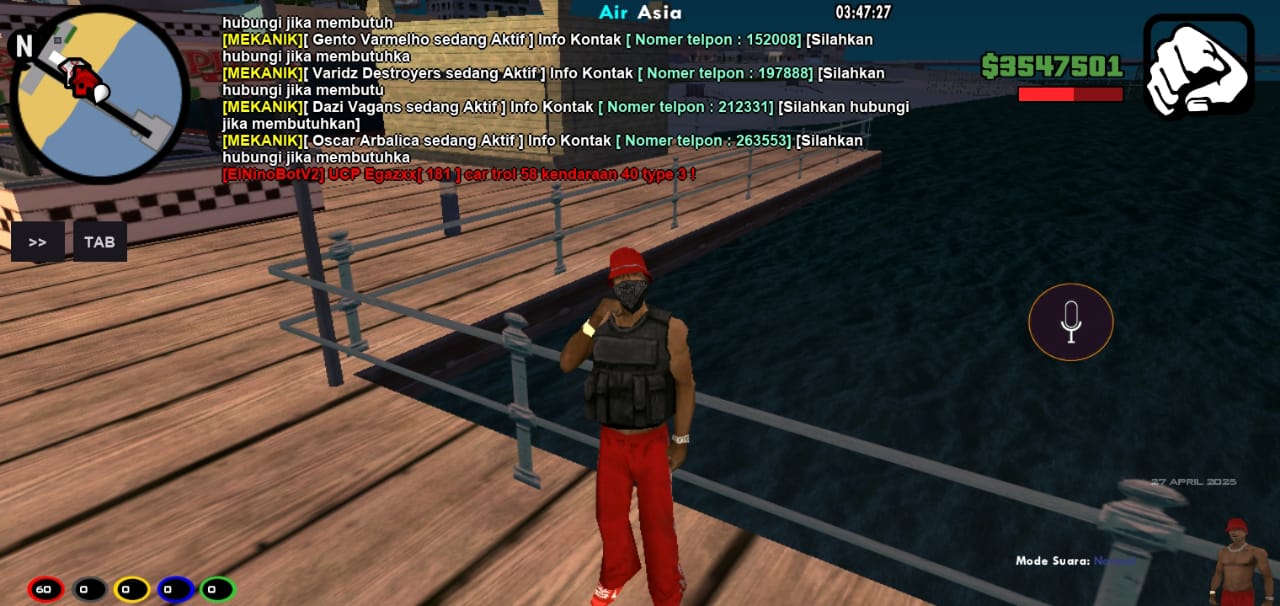 Air Asia
03:47:27
N
hubungi jika membutuh
[MEKANIK][ Gento Varmelho sedang Aktif ] Info Kontak [ Nomer telpon : 152008] [Silahkan
hubungi jika membutuhka
[MEKANIK][ Varidz Destroyers sedang Aktif ] Info Kontak [ Nomer telpon : 197888] [Silahkan
hubungi jika membutu
[MEKANIK][ Dazi Vagans sedang Aktif ] Info Kontak [ Nomer telpon : 212331] [Silahkan hubungi
jika membutuhkan]
[MEKANIK][ Oscar Arbalica sedang Aktif ] Info Kontak [ Nomer telpon : 263553] [Silahkan
hubungi jika membutuhka
[ElNinoBotV2] UCP Egazxx[ 181 ] car trol 58 kendaraan 40 type 3 !
$3547501
>> TAB
27 APRIL 2025
Mode Suara:
60 0 0 0 0